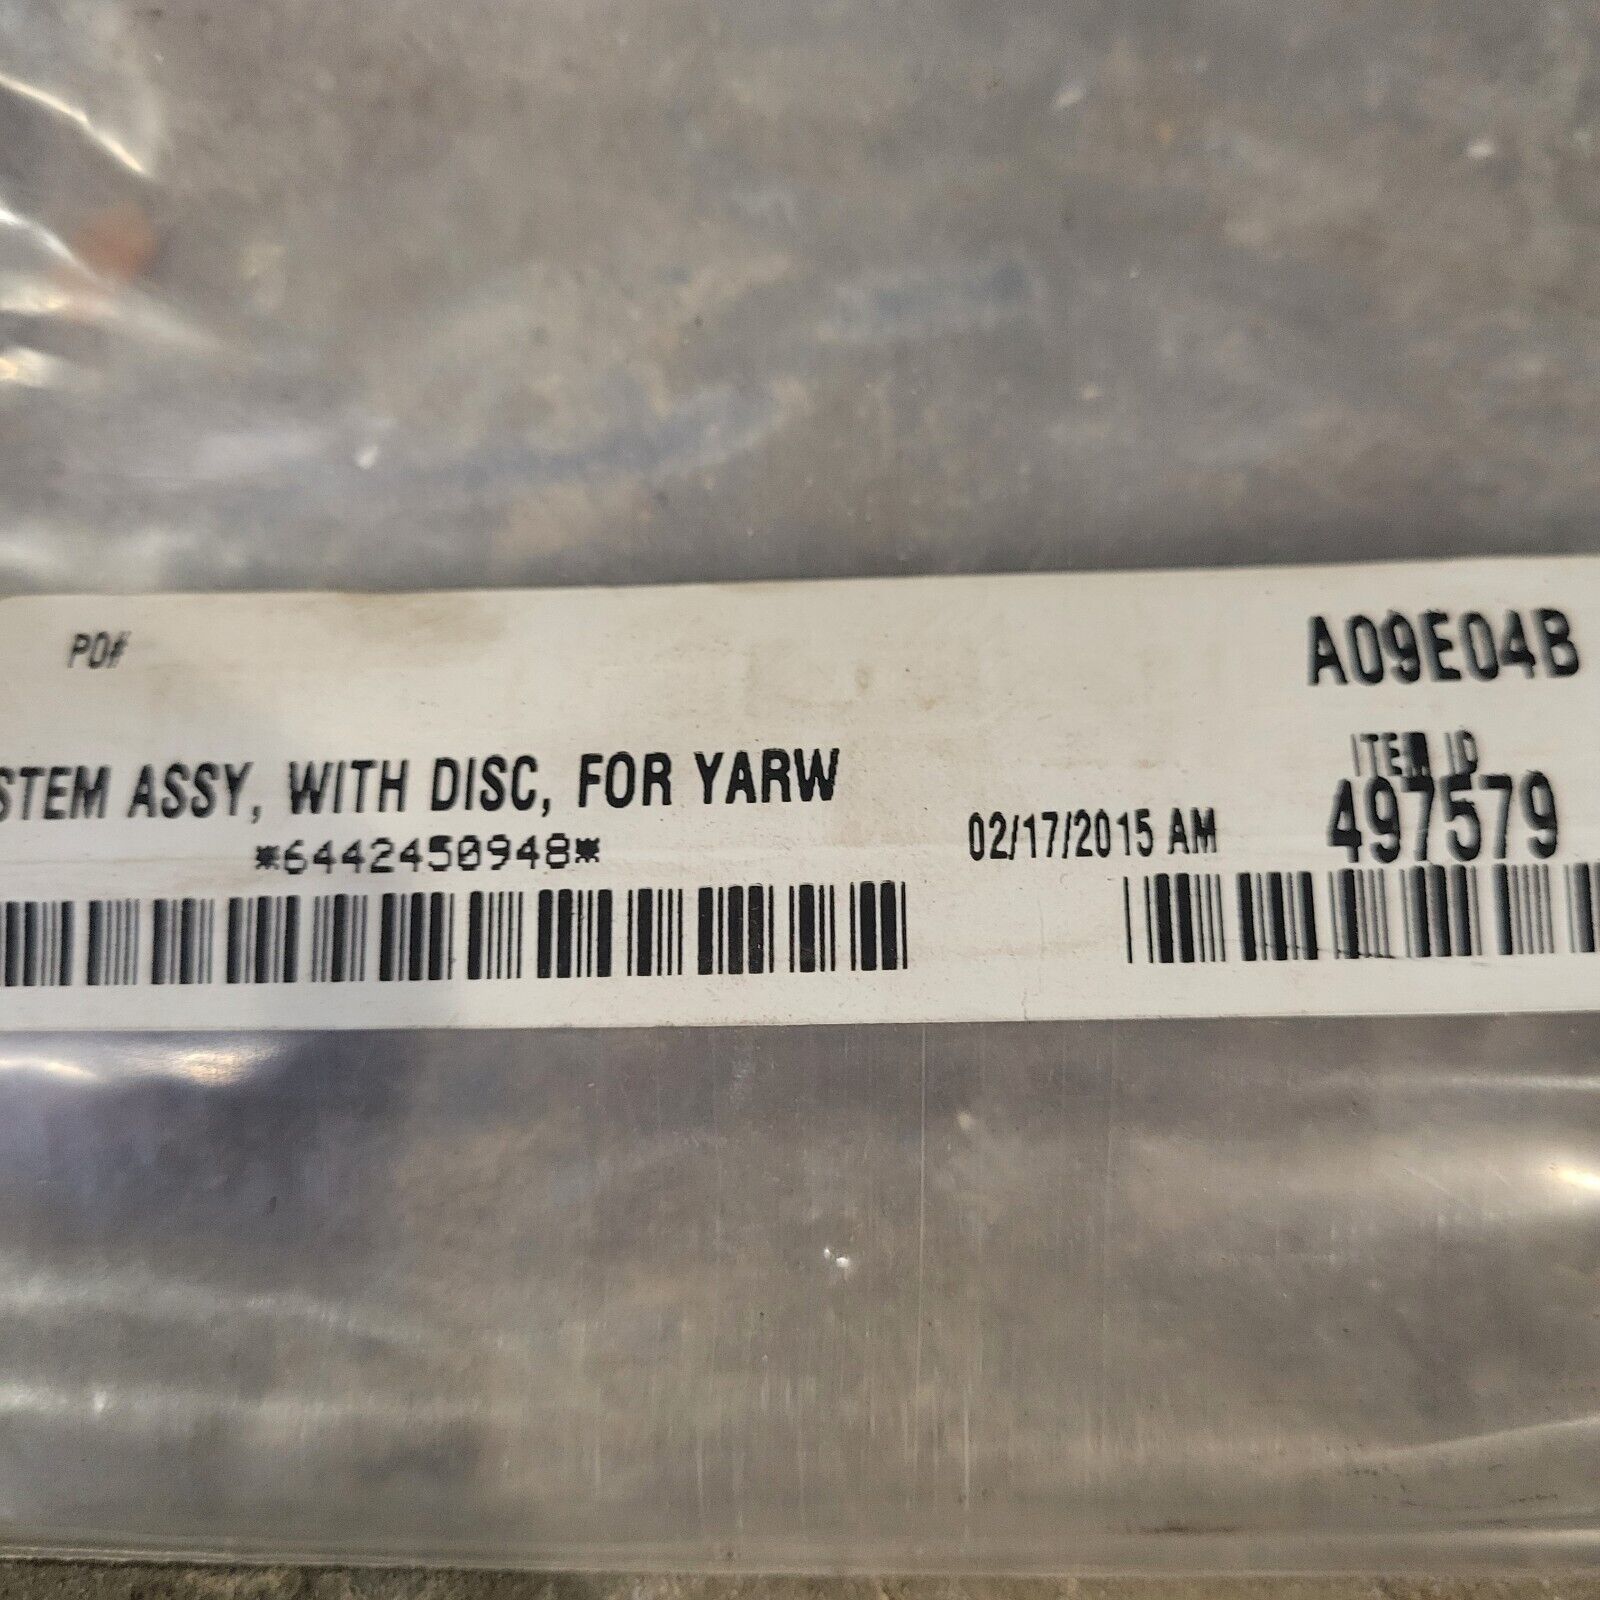 PO#
A09E04B
STEM ASSY, WITH DISC, FOR YARW
ITEM ID
*6442450948*
02/17/2015 AM
497579